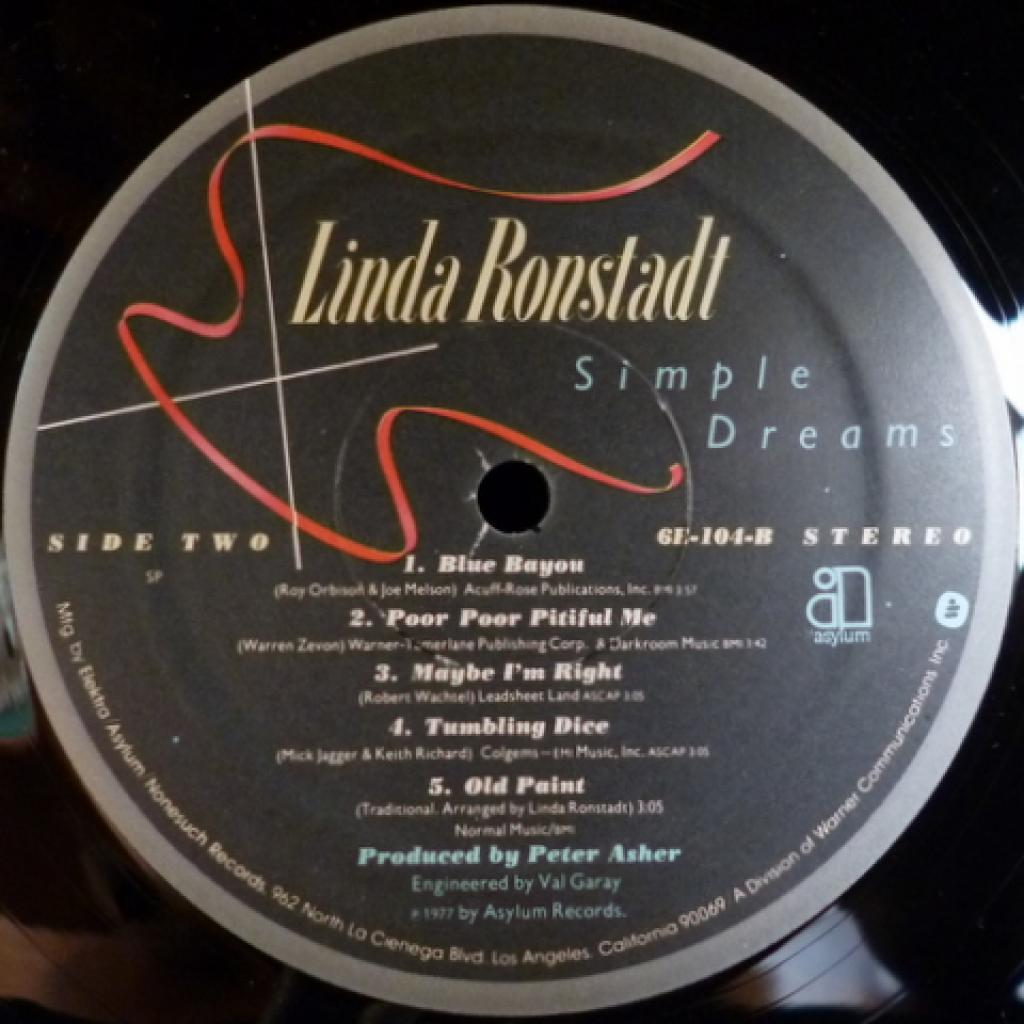 Linda Ronstadt
Simple
Dreams
SIDE TWO
6E-104-B STEREO
SP
asylum
1. Blue Bayou
(Roy Orbison & Joe Melson) Acuff-Rose Publications, Inc. BMI 3:57
2. Poor Poor Pitiful Me
(Warren Zevon) Warner-Tamerlane Publishing Corp. & Darkroom Music BMI 3:42
3. Maybe I'm Right
(Robert Wachtel) Leadsheet Land ASCAP 3:05
4. Tumbling Dice
(Mick Jagger & Keith Richard) Colgems-EMI Music, Inc. ASCAP 3:05
5. Old Paint
(Traditional. Arranged by Linda Ronstadt) 3:05
Normal Music/BMI
Produced by Peter Asher
Engineered by Val Garay
℗ 1977 by Asylum Records.
Mfg. by Elektra/Asylum/Nonesuch Records. 962 North La Cienega Blvd. Los Angeles. California 90069. A Division of Warner Communications Inc.